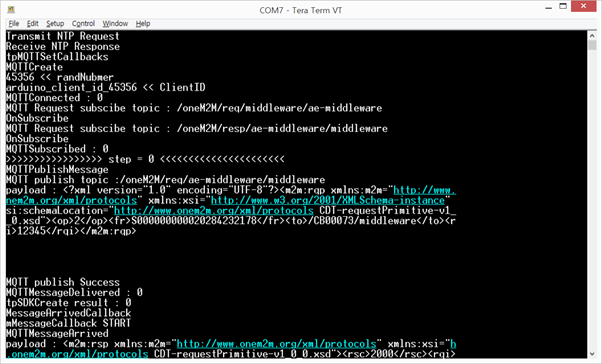 COM7 - Tera Term VT
File Edit Setup Control Window Help
Transmit NTP Request
Receive NTP Response
tpMQTTSetCallbacks
MQTTCreate
45356 << randNubmer
arduino_client_id_45356 << ClientID
MQTTConnected : 0
MQTT Request subscibe topic : /oneM2M/req/middleware/ae-middleware
OnSubscribe
MQTT Request subscibe topic : /oneM2M/resp/ae-middleware/middleware
OnSubscribe
MQTTSubscribed : 0
>>>>>>>>>>>>>>>>> step = 0 <<<<<<<<<<<<<<<<<<<<<<
MQTTPublishMessage
MQTT publish topic :/oneM2M/req/ae-middleware/middleware
payload : <?xml version="1.0" encoding="UTF-8"?><m2m:rqp xmlns:m2m="http://www.
onem2m.org/xml/protocols" xmlns:xsi="http://www.w3.org/2001/XMLSchema-instance"
si:schemaLocation="http://www.onem2m.org/xml/protocols CDT-requestPrimitive-v1_
_0.xsd"><op>2</op><fr>S000000000020284232178</fr><to>/CB00073/middleware</to><r
i>12345</rqi></m2m:rqp>
MQTT publish Success
MQTTMessageDelivered : 0
tpSDKCreate result : 0
MessageArrivedCallback
mMessageCallback START
MQTTMessageArrived
payload : <m2m:rsp xmlns:m2m="http://www.onem2m.org/xml/protocols" xmlns:xsi="h
.onem2m.org/xml/protocols CDT-requestPrimitive-v1_0_0.xsd"><rsc>2000</rsc><rqi>